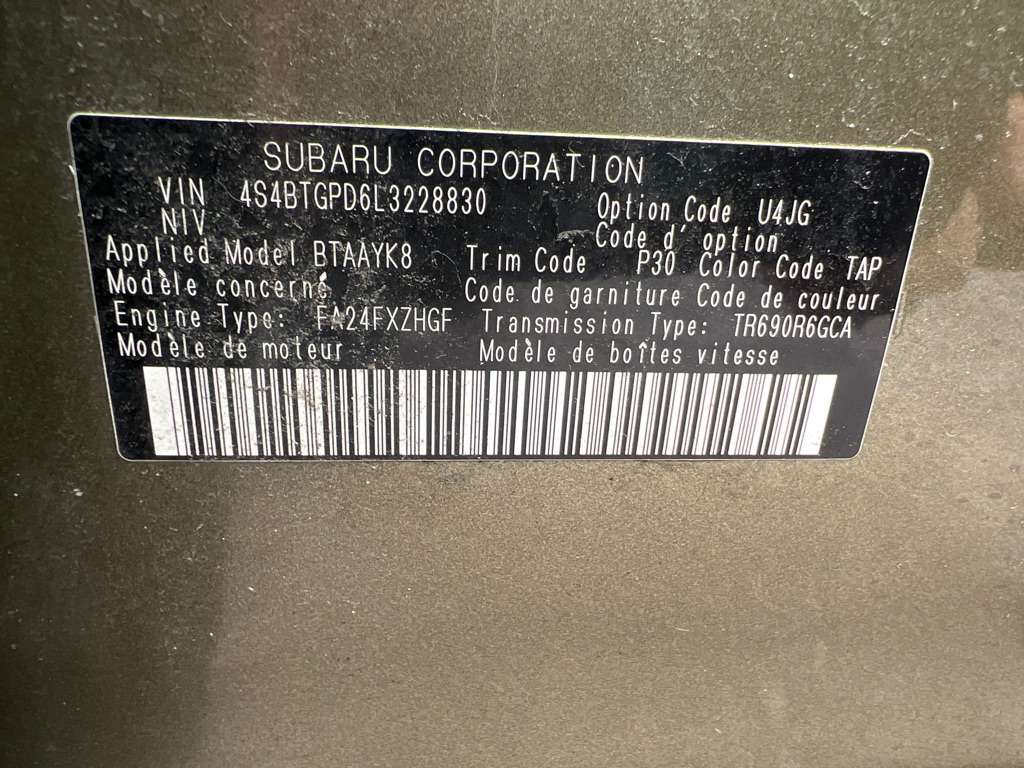 SUBARU CORPORATION
VIN 4S4BTGPD6L3228830 Option Code U4JG
NIV Code d' option
Applied Model BTAAYK8 Trim Code P30 Color Code TAP
Modèle concerné Code de garniture Code de couleur
Engine Type: FA24FXZHGF Transmission Type: TR690R6GCA
Modèle de moteur Modèle de boîtes vitesse